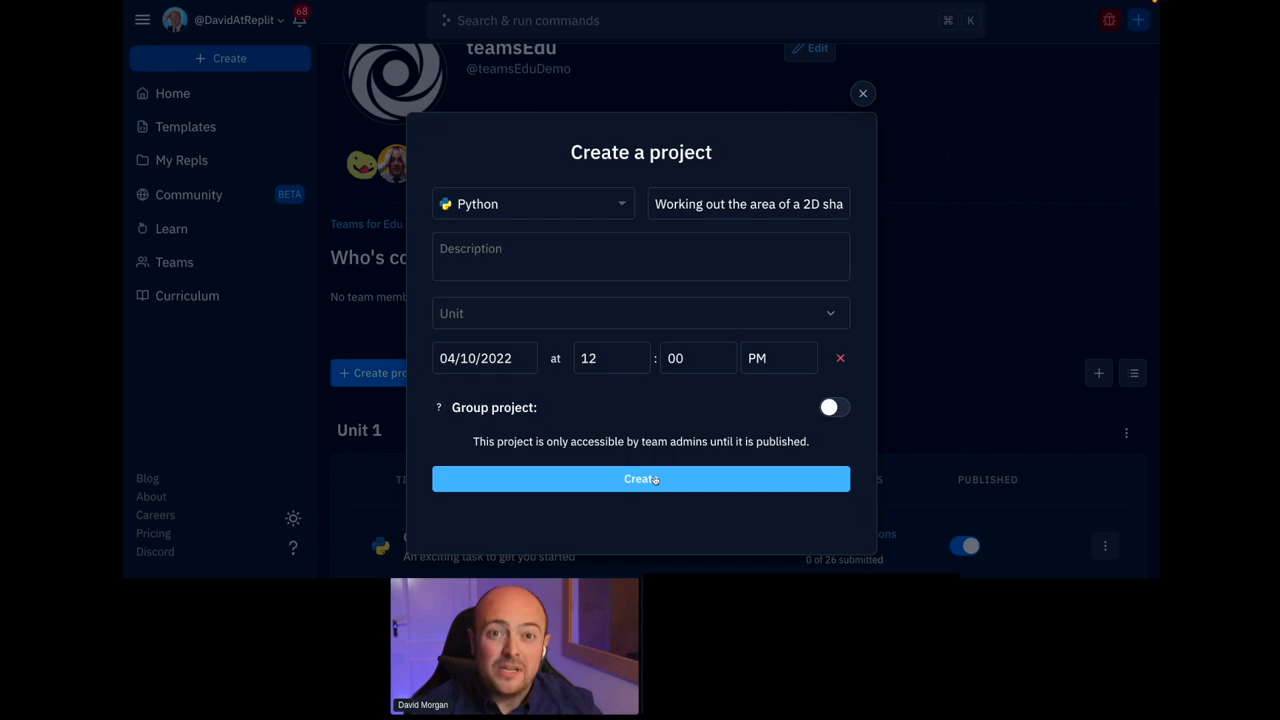 @DavidAtReplit
68
Search & run commands
⌘ K
+ Create
Home
Templates
My Repls
Community BETA
Learn
Teams
Curriculum
Blog
About
Careers
Pricing
Discord
?
teamsEdu
@teamsEduDemo
Edit
Teams for Edu
Who's co
No team memb
+ Create pro
Unit 1
PUBLISHED
An exciting task to get you started
0 of 26 submitted
Create a project
Python
Working out the area of a 2D sha
Description
Unit
04/10/2022 at 12 : 00 PM
? Group project:
This project is only accessible by team admins until it is published.
Create
David Morgan